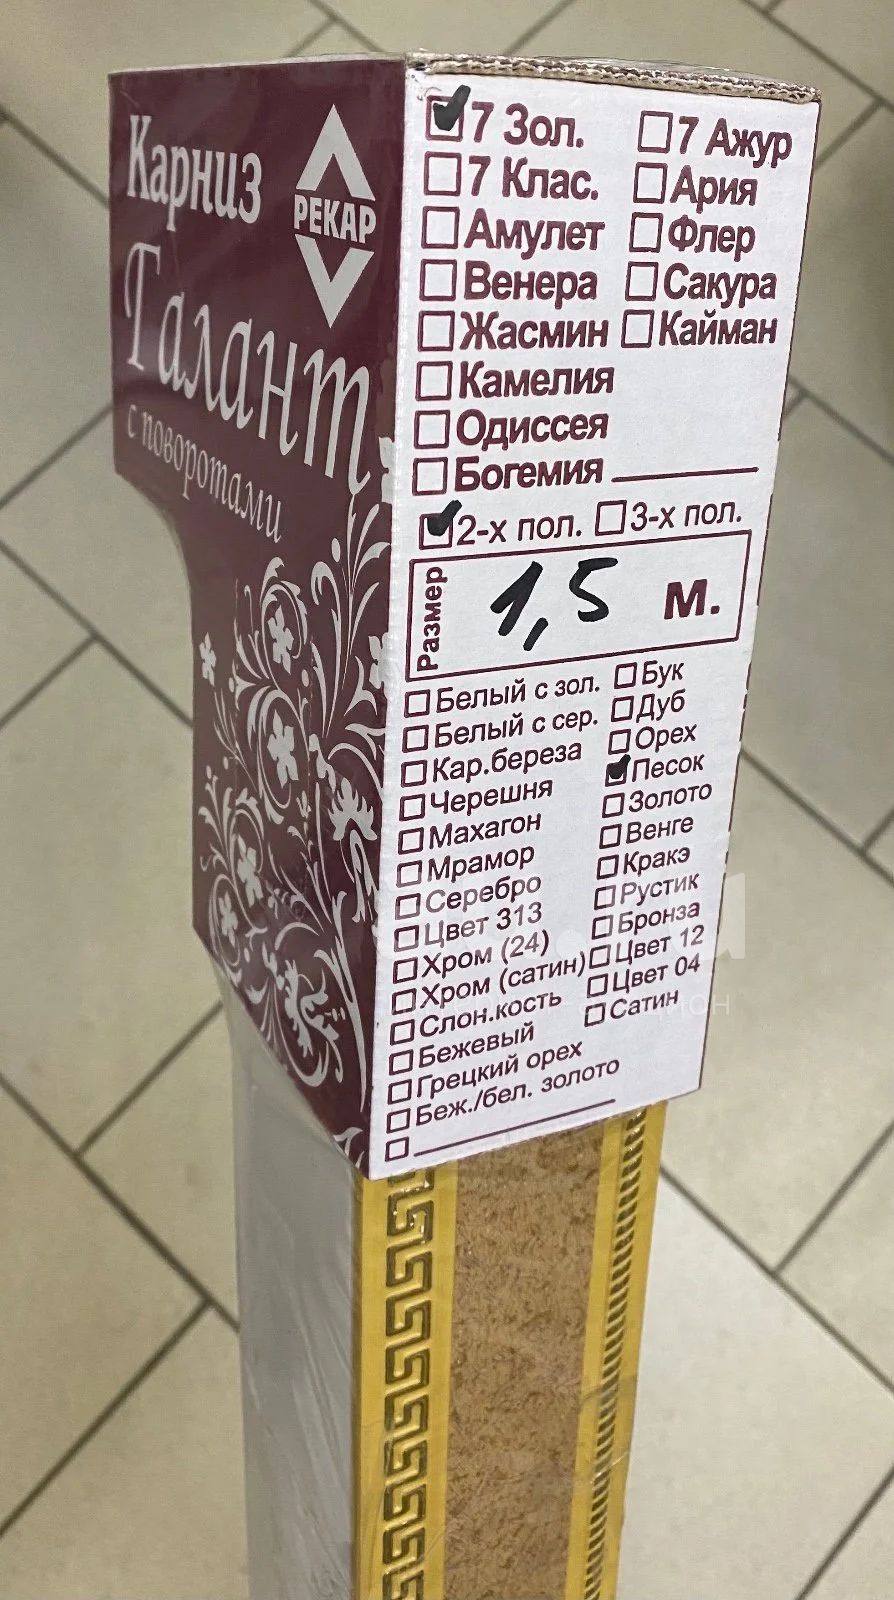 Карниз
РЕКАР
Галант
с поворотами
7 Зол. 7 Ажур
7 Клас. Ария
Амулет Флер
Венера Сакура
Жасмин Кайман
Камелия
Одиссея
Богемия
2-х пол. 3-х пол.
Размер 1,5 м.
Белый с зол. Бук
Белый с сер. Дуб
Кар.береза Орех
Черешня Песок
Махагон Золото
Мрамор Венге
Серебро Кракэ
Цвет 313 Рустик
Хром (24) Бронза
Хром (сатин) Цвет 12
Слон.кость Цвет 04
Бежевый Сатин
Грецкий орех
Беж./бел. золото